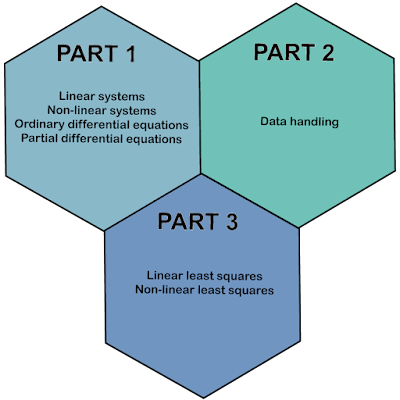 PART 1
Linear systems
Non-linear systems
Ordinary differential equations
Partial differential equations
PART 2
Data handling
PART 3
Linear least squares
Non-linear least squares